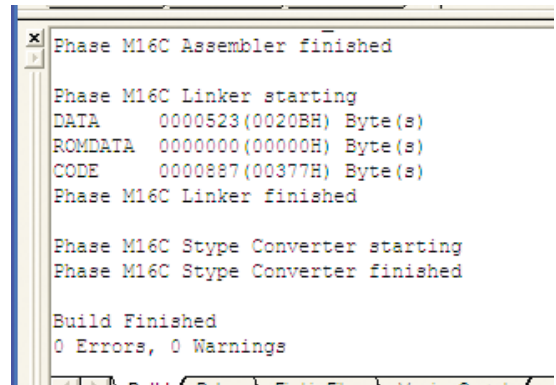 Phase M16C Assembler finished
Phase M16C Linker starting
DATA 0000523(0020BH) Byte(s)
ROMDATA 0000000(00000H) Byte(s)
CODE 0000887(00377H) Byte(s)
Phase M16C Linker finished
Phase M16C Stype Converter starting
Phase M16C Stype Converter finished
Build Finished
0 Errors, 0 Warnings